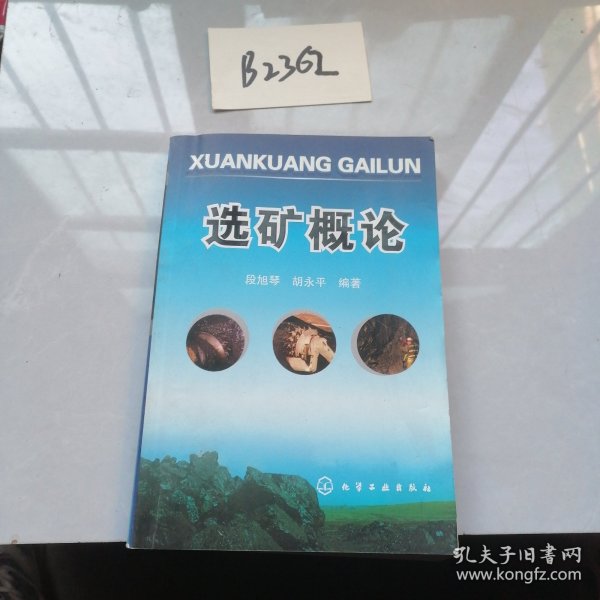 B2362
XUANKUANG GAILUN
选矿概论
段旭琴 胡永平 编著
化学工业出版社
孔夫子旧书网
www.kongfz.com